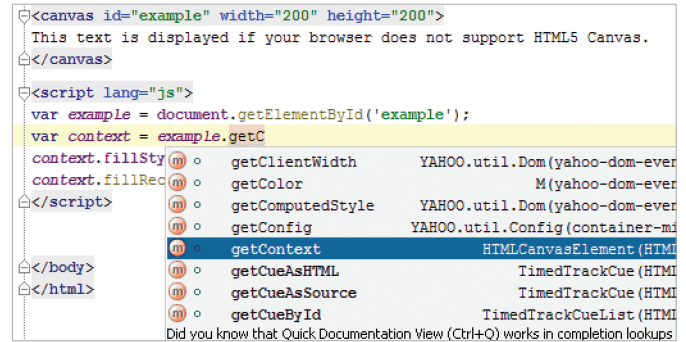 <canvas id="example" width="200" height="200">
This text is displayed if your browser does not support HTML5 Canvas.
</canvas>
<script lang="js">
var example = document.getElementById('example');
var context = example.getC
context.fillSty
context.fillRec
</script>
</body>
</html>
m getClientWidth YAHOO.util.Dom(yahoo-dom-ever
m getColor M(yahoo-dom-ever
m getComputedStyle YAHOO.util.Dom(yahoo-dom-ever
m getConfig YAHOO.util.Config(container-mi
m getContext HTMLCanvasElement(HTMI
m getCueAsHTML TimedTrackCue(HTMI
m getCueAsSource TimedTrackCue(HTMI
m getCueById TimedTrackCueList(HTMI
Did you know that Quick Documentation View (Ctrl+Q) works in completion lookups